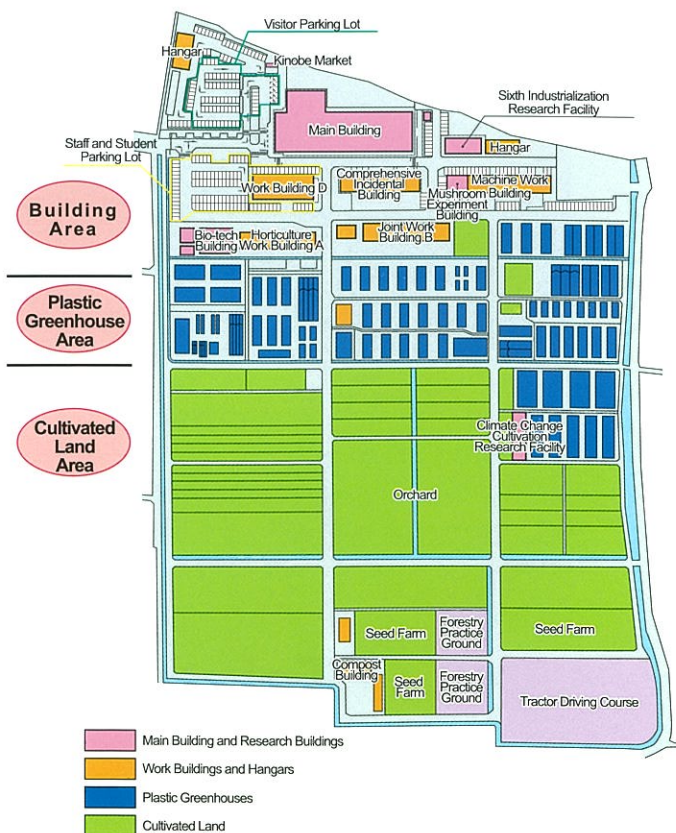 Visitor Parking Lot
Hangar
Kinobe Market
Sixth Industrialization
Research Facility
Main Building
Hangar
Staff and Student
Parking Lot
Work Building D
Comprehensive
Incidental
Building
Machine Work
Mushroom Building
Experiment
Building
Building
Area
Bio-tech
Building
Horticulture
Work Building A
Joint Work
Building B
Plastic
Greenhouse
Area
Cultivated
Land
Area
Climate Change
Cultivation
Research Facility
Orchard
Seed Farm
Forestry
Practice
Ground
Seed Farm
Compost
Building
Seed
Farm
Forestry
Practice
Ground
Tractor Driving Course
Main Building and Research Buildings
Work Buildings and Hangars
Plastic Greenhouses
Cultivated Land